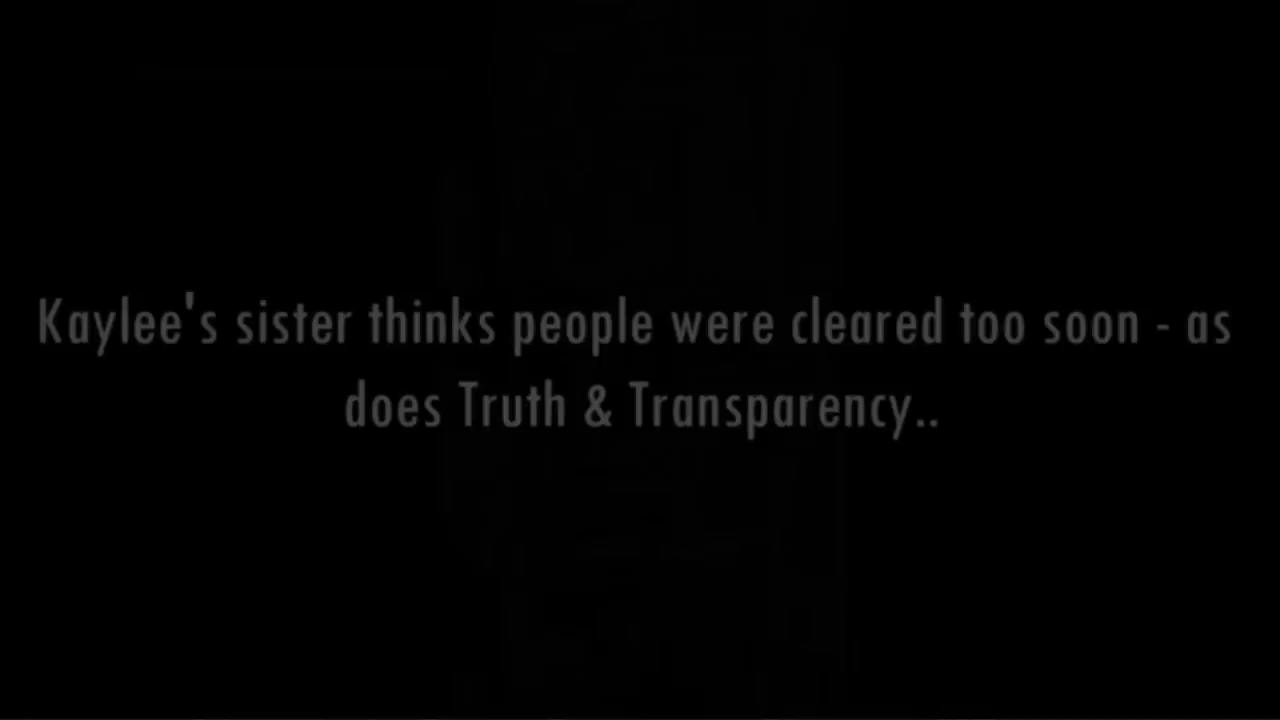 Kaylee's sister thinks people were cleared too soon - as
does Truth & Transparency..